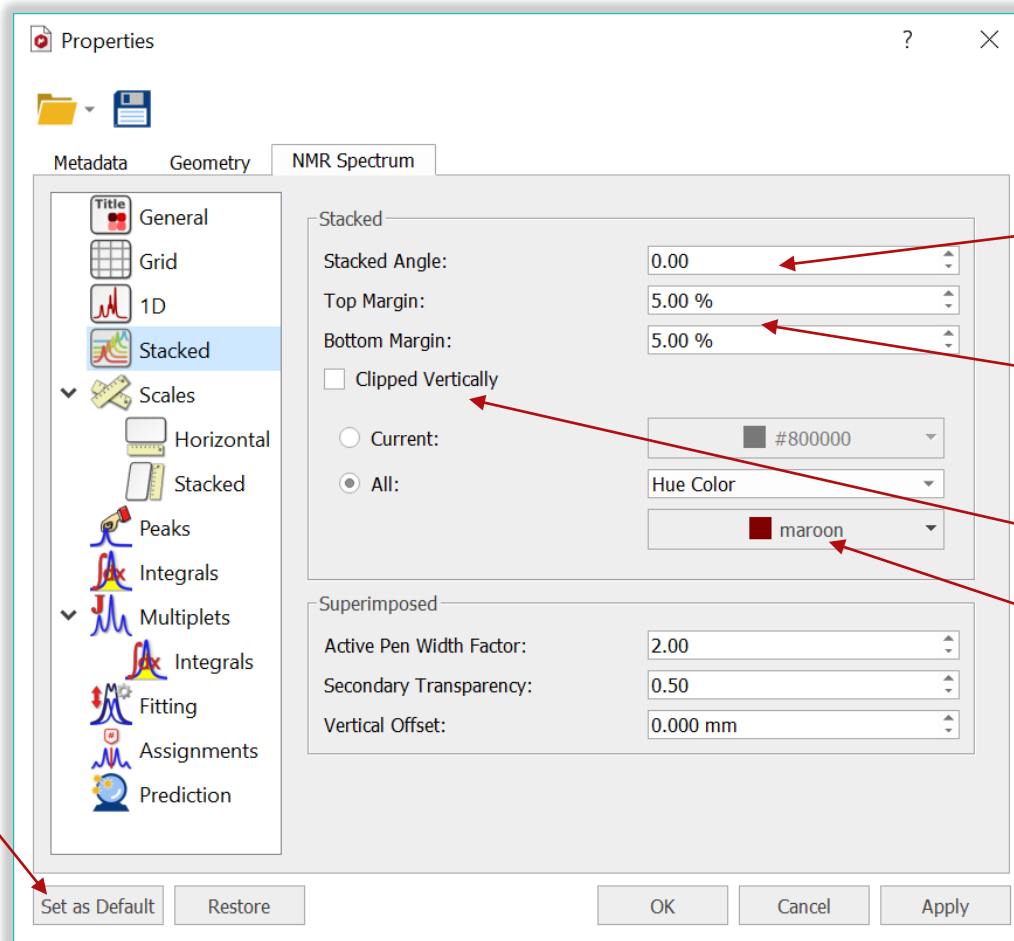 Properties
?
Metadata
Geometry
NMR Spectrum
Title
General
Grid
1D
Stacked
Scales
Horizontal
Stacked
Peaks
dx
Integrals
J
Multiplets
dx
Integrals
M
Fitting
#
Assignments
Prediction
Stacked
Stacked Angle: 0.00
Top Margin: 5.00 %
Bottom Margin: 5.00 %
Clipped Vertically
Current: #800000
All: Hue Color
maroon
Superimposed
Active Pen Width Factor: 2.00
Secondary Transparency: 0.50
Vertical Offset: 0.000 mm
Set as Default
Restore
OK
Cancel
Apply